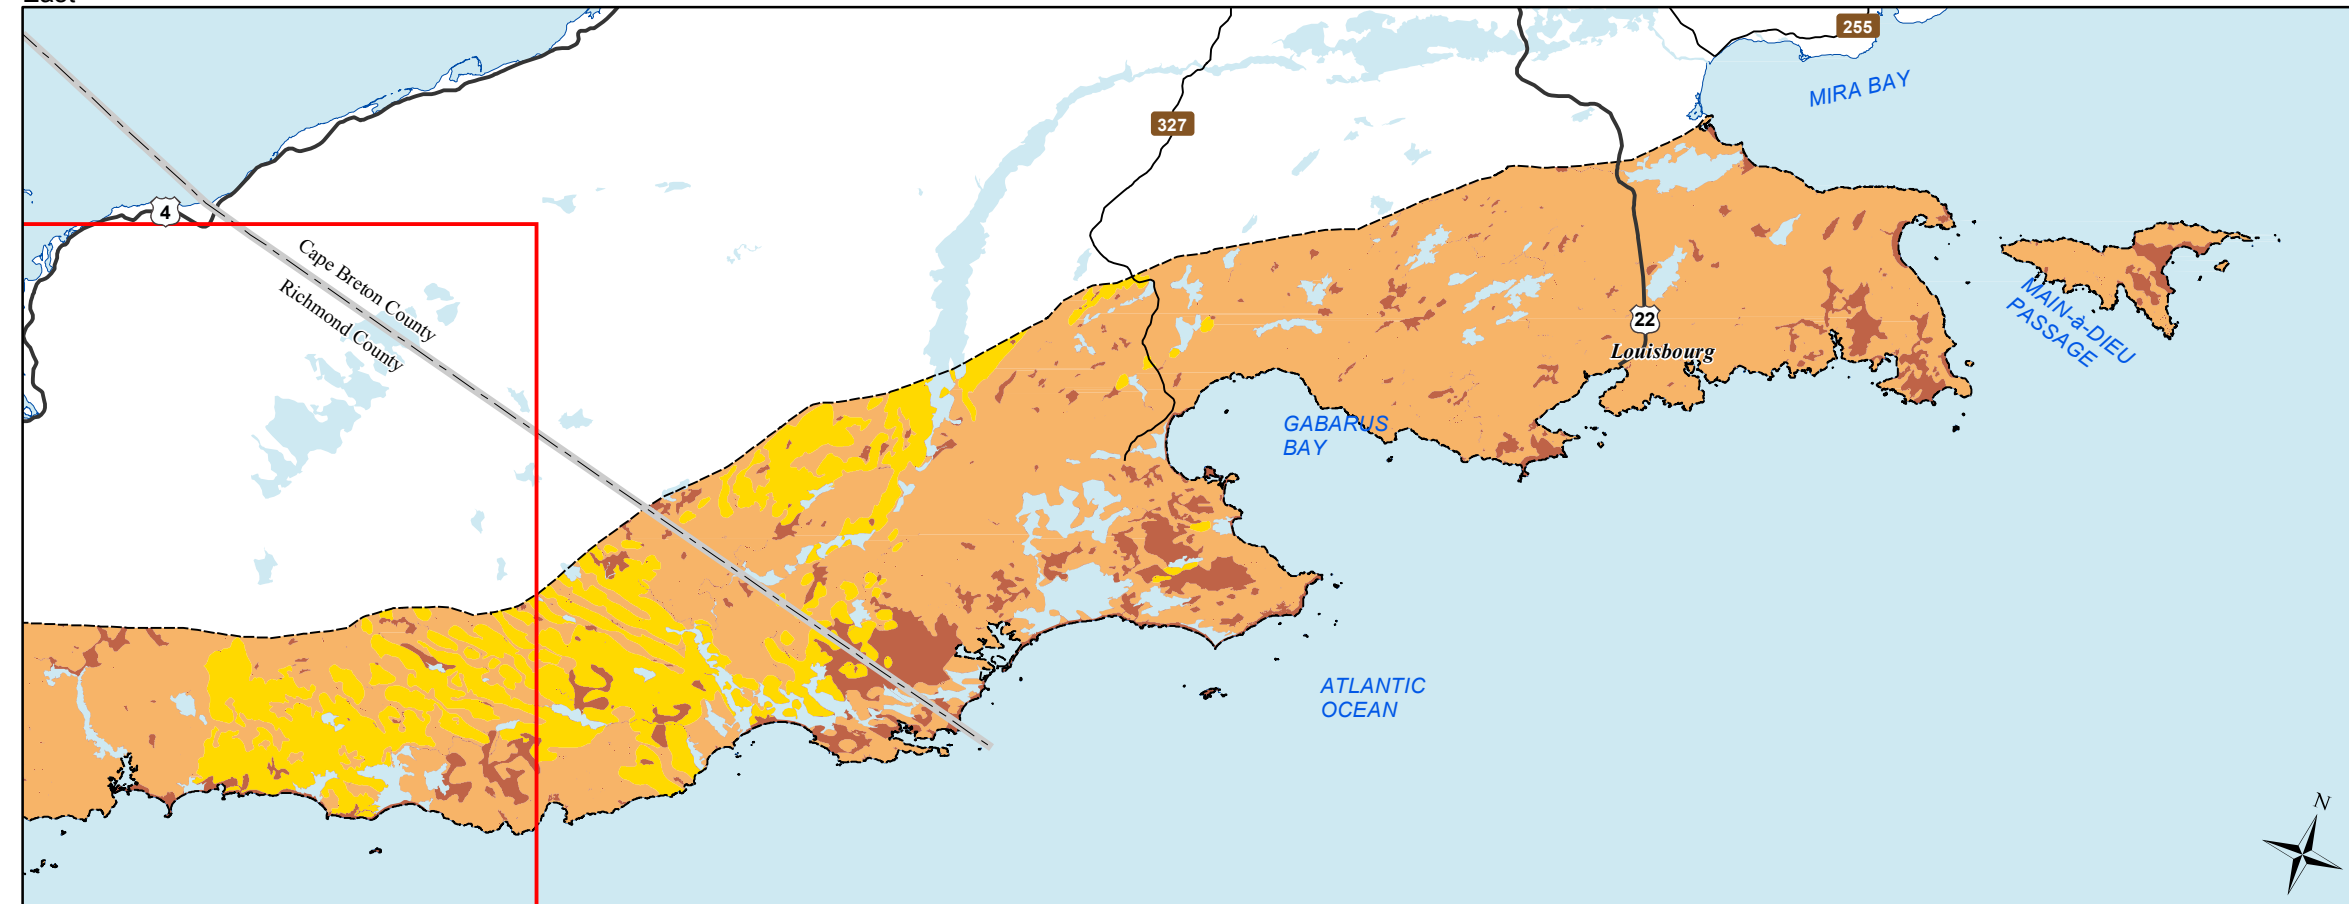 255
MIRA BAY
327
4
Cape Breton County
Richmond County
MAIN-à-DIEU
PASSAGE
22
Louisbourg
GABARUS
BAY
ATLANTIC
OCEAN
N